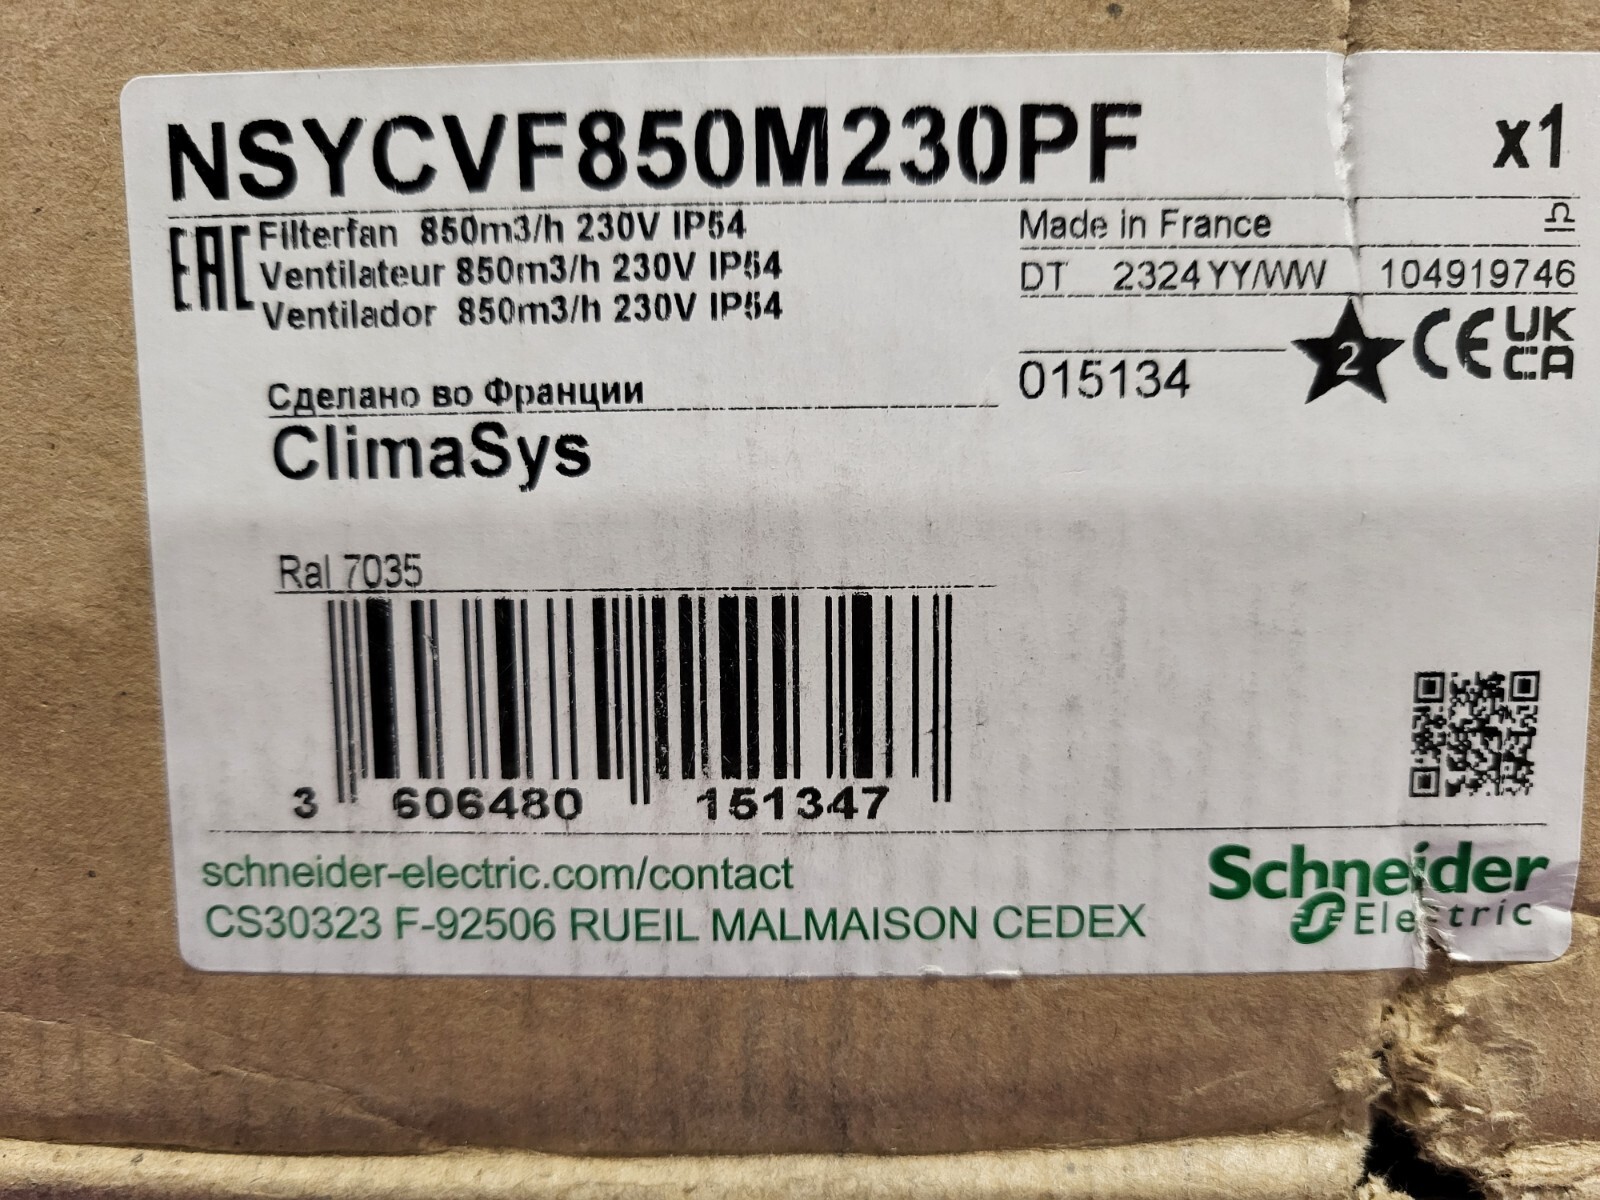 NSYCVF850M230PF x1
EAC
Filterfan 850m3/h 230V IP54
Ventilateur 850m3/h 230V IP54
Ventilador 850m3/h 230V IP54
Made in France
DT 2324 YY/WW 104919746
015134
2
CE
UK
CA
Сделано во Франции
ClimaSys
Ral 7035
3 606480 151347
schneider-electric.com/contact
CS30323 F-92506 RUEIL MALMAISON CEDEX
Schneider
Electric